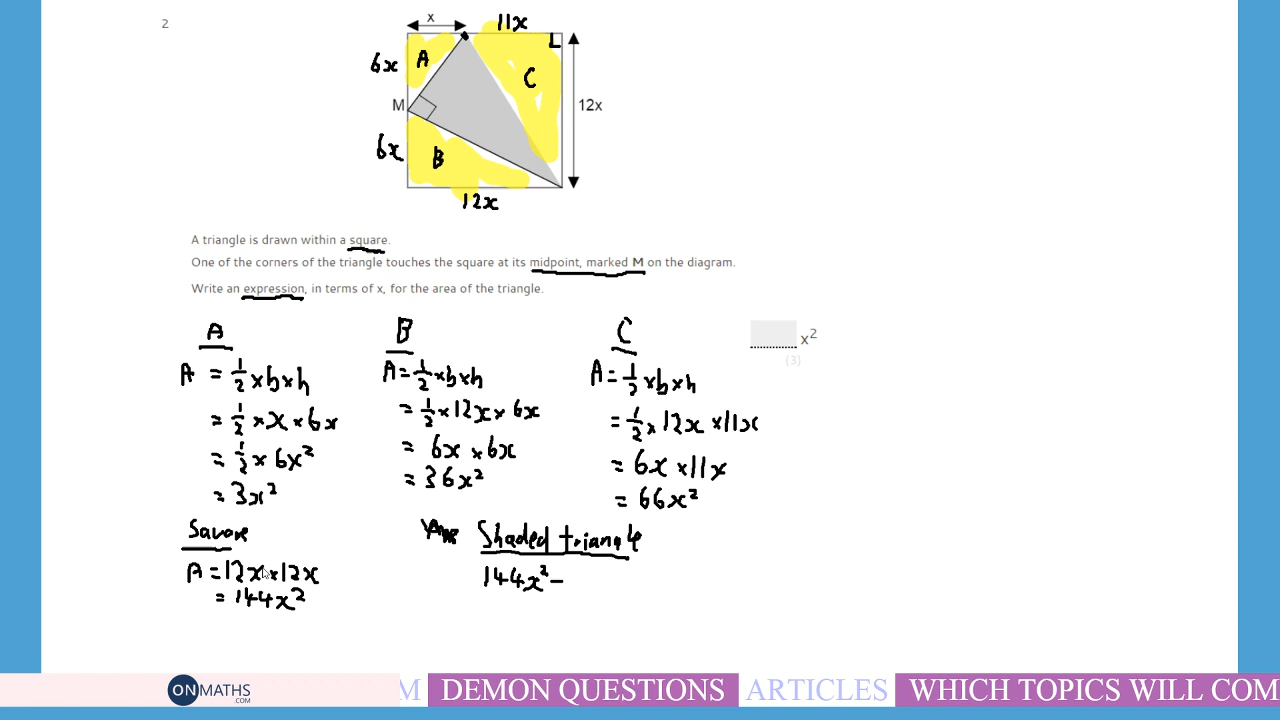 2
x
11x
6x
A
C
M
12x
6x
B
12x
A triangle is drawn within a square.
One of the corners of the triangle touches the square at its midpoint, marked M on the diagram.
Write an expression, in terms of x, for the area of the triangle.
x²
(3)
A
A = ½ × b × h
= ½ × x × 6x
= ½ × 6x²
= 3x²
B
A = ½ × b × h
= ½ × 12x × 6x
= 6x × 6x
= 36x²
C
A = ½ × b × h
= ½ × 12x × 11x
= 6x × 11x
= 66x²
Square
A = 12x × 12x
= 144x²
Shaded triangle
144x² −
ONMATHS
.COM
M DEMON QUESTIONS ARTICLES WHICH TOPICS WILL COM